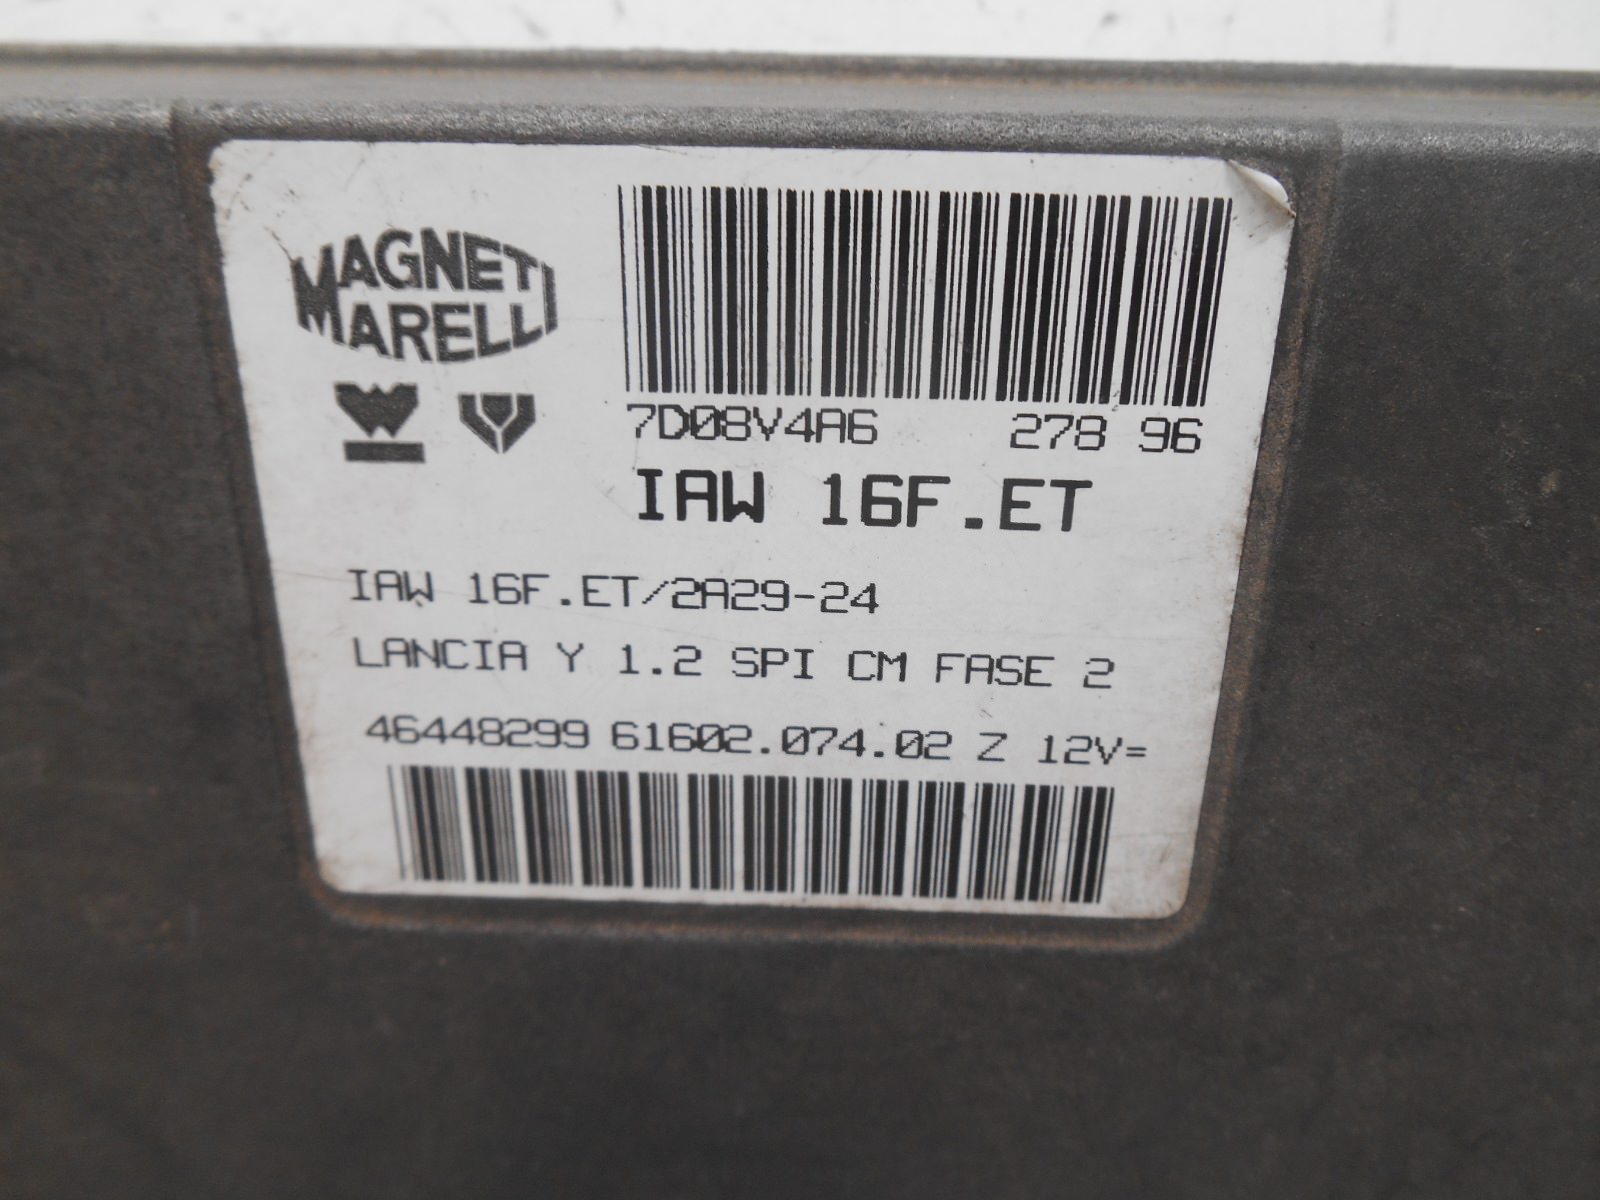 MAGNETI
MARELLI
7D08V4A6 278 96
IAW 16F.ET
IAW 16F.ET/2A29-24
LANCIA Y 1.2 SPI CM FASE 2
46448299 61602.074.02 Z 12V=